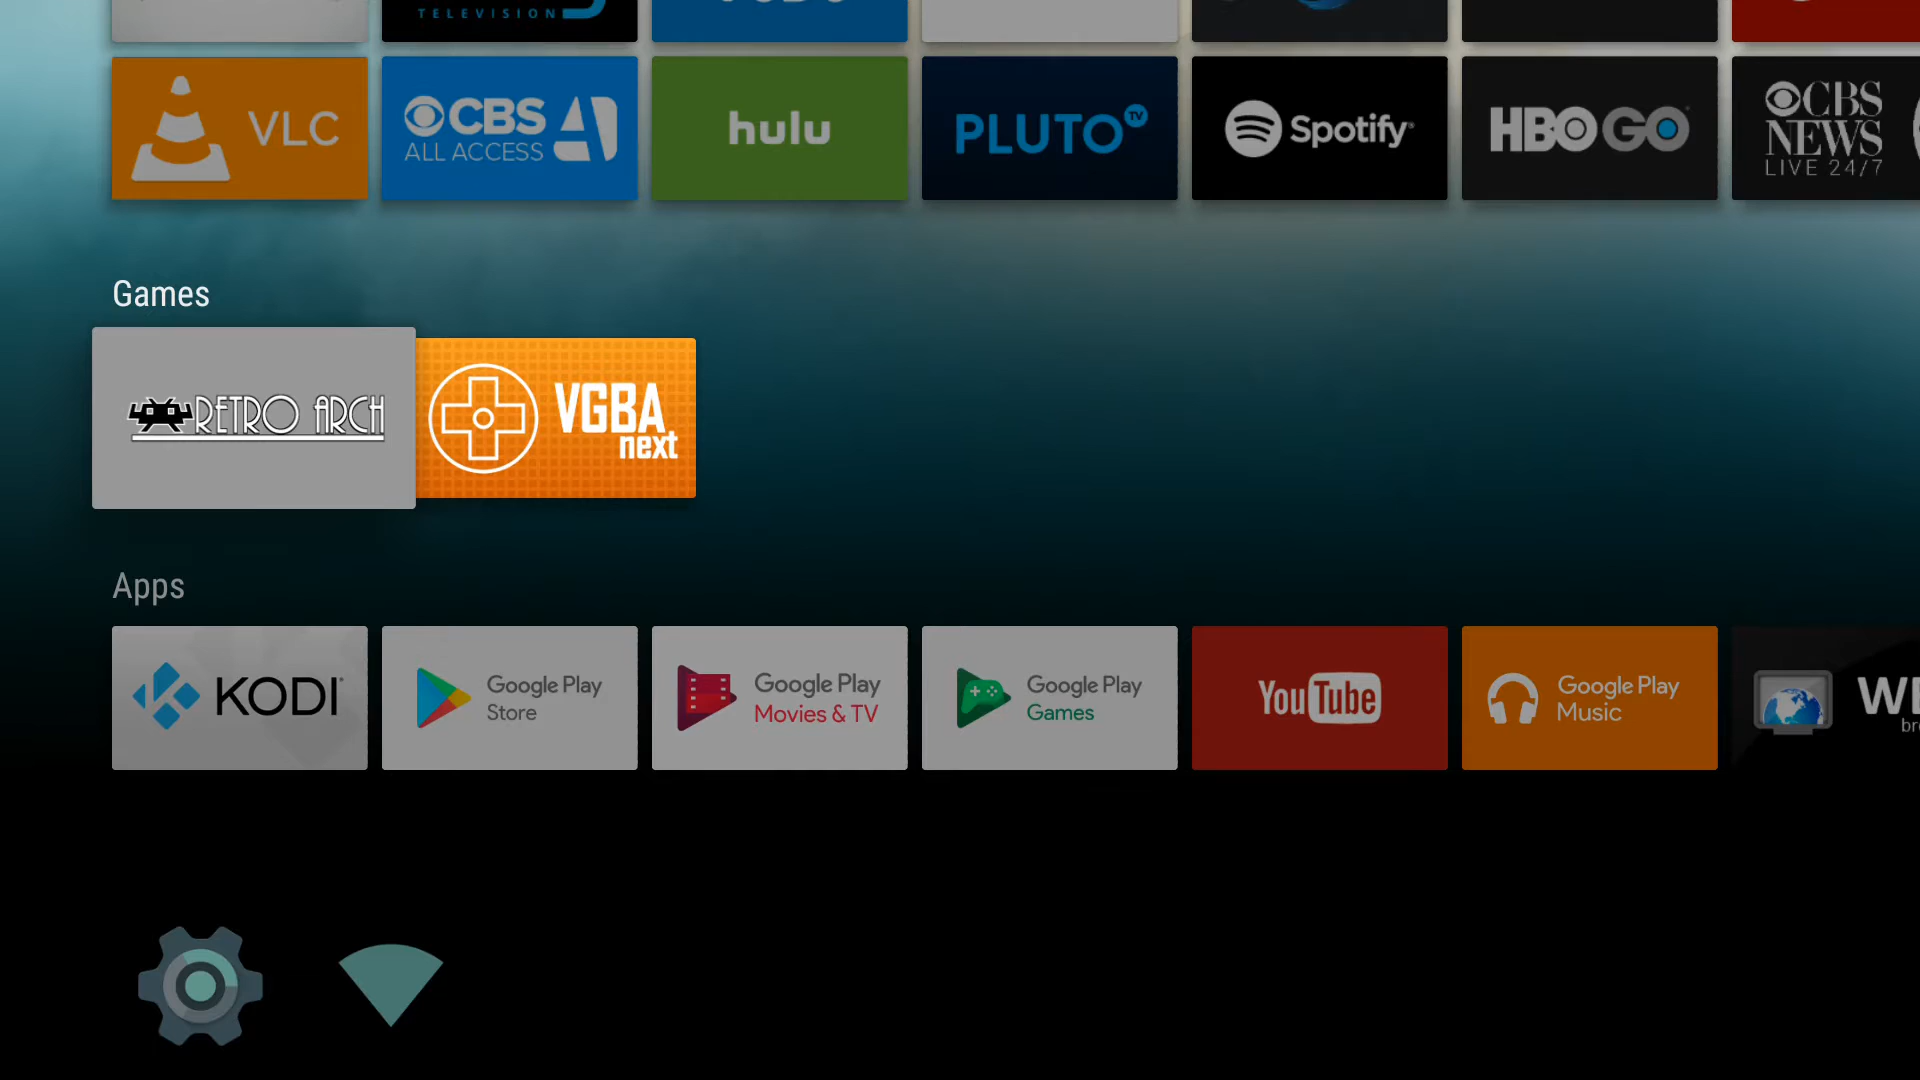 TELEVISION
VLC
CBS
ALL ACCESS
hulu
PLUTO TV
Spotify
HBO GO
CBS
NEWS
LIVE 24/7
Games
RETRO ARCH
VGBA
next
Apps
KODI
Google Play
Store
Google Play
Movies & TV
Google Play
Games
YouTube
Google Play
Music